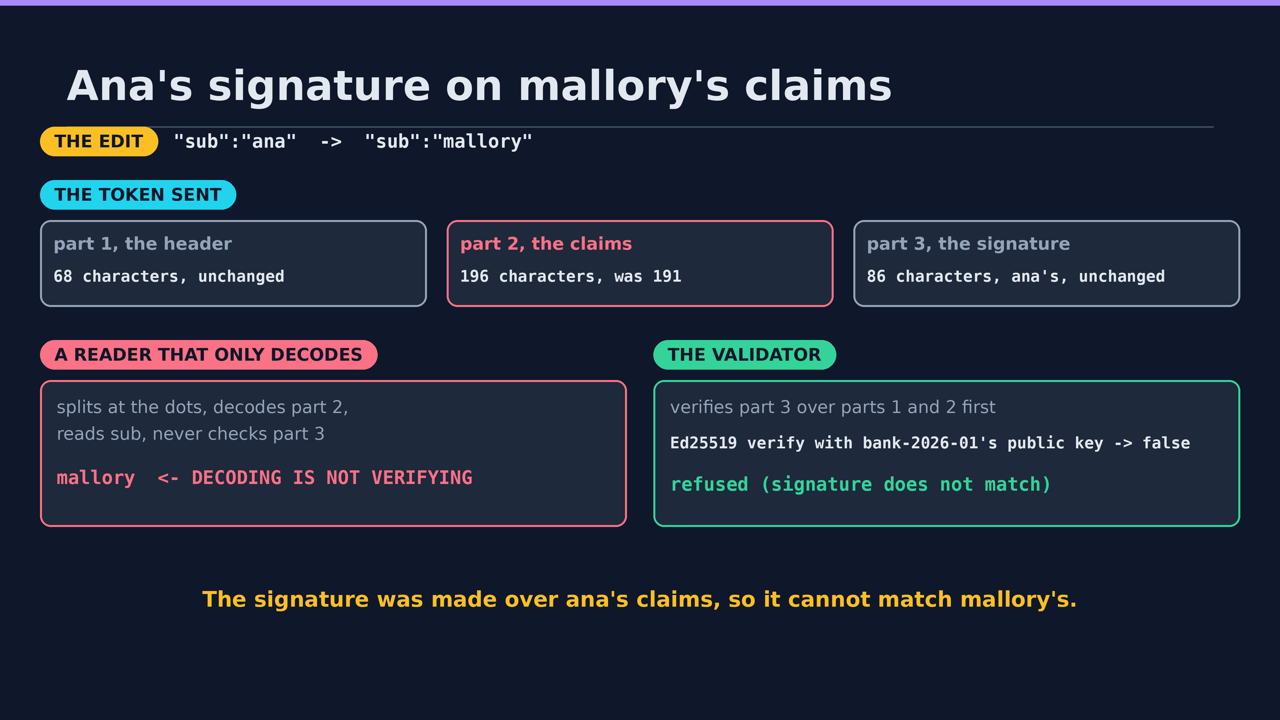 Ana's signature on mallory's claims
THE EDIT "sub":"ana" -> "sub":"mallory"
THE TOKEN SENT
part 1, the header
68 characters, unchanged
part 2, the claims
196 characters, was 191
part 3, the signature
86 characters, ana's, unchanged
A READER THAT ONLY DECODES
splits at the dots, decodes part 2,
reads sub, never checks part 3
mallory <- DECODING IS NOT VERIFYING
THE VALIDATOR
verifies part 3 over parts 1 and 2 first
Ed25519 verify with bank-2026-01's public key -> false
refused (signature does not match)
The signature was made over ana's claims, so it cannot match mallory's.